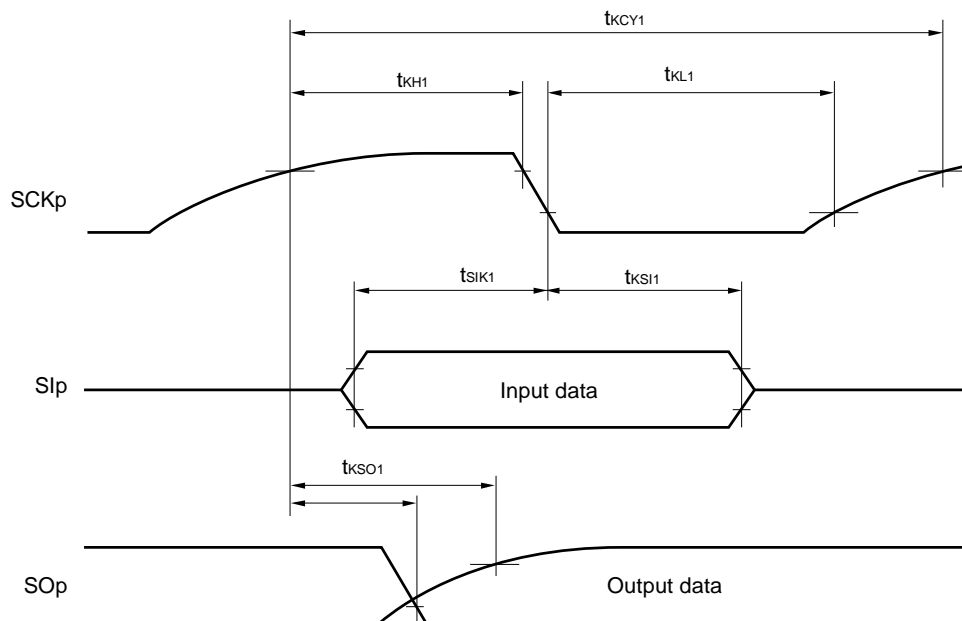 tKCY1
tKH1
tKL1
SCKp
tSIK1
tKSI1
SIp
Input data
tKSO1
SOp
Output data